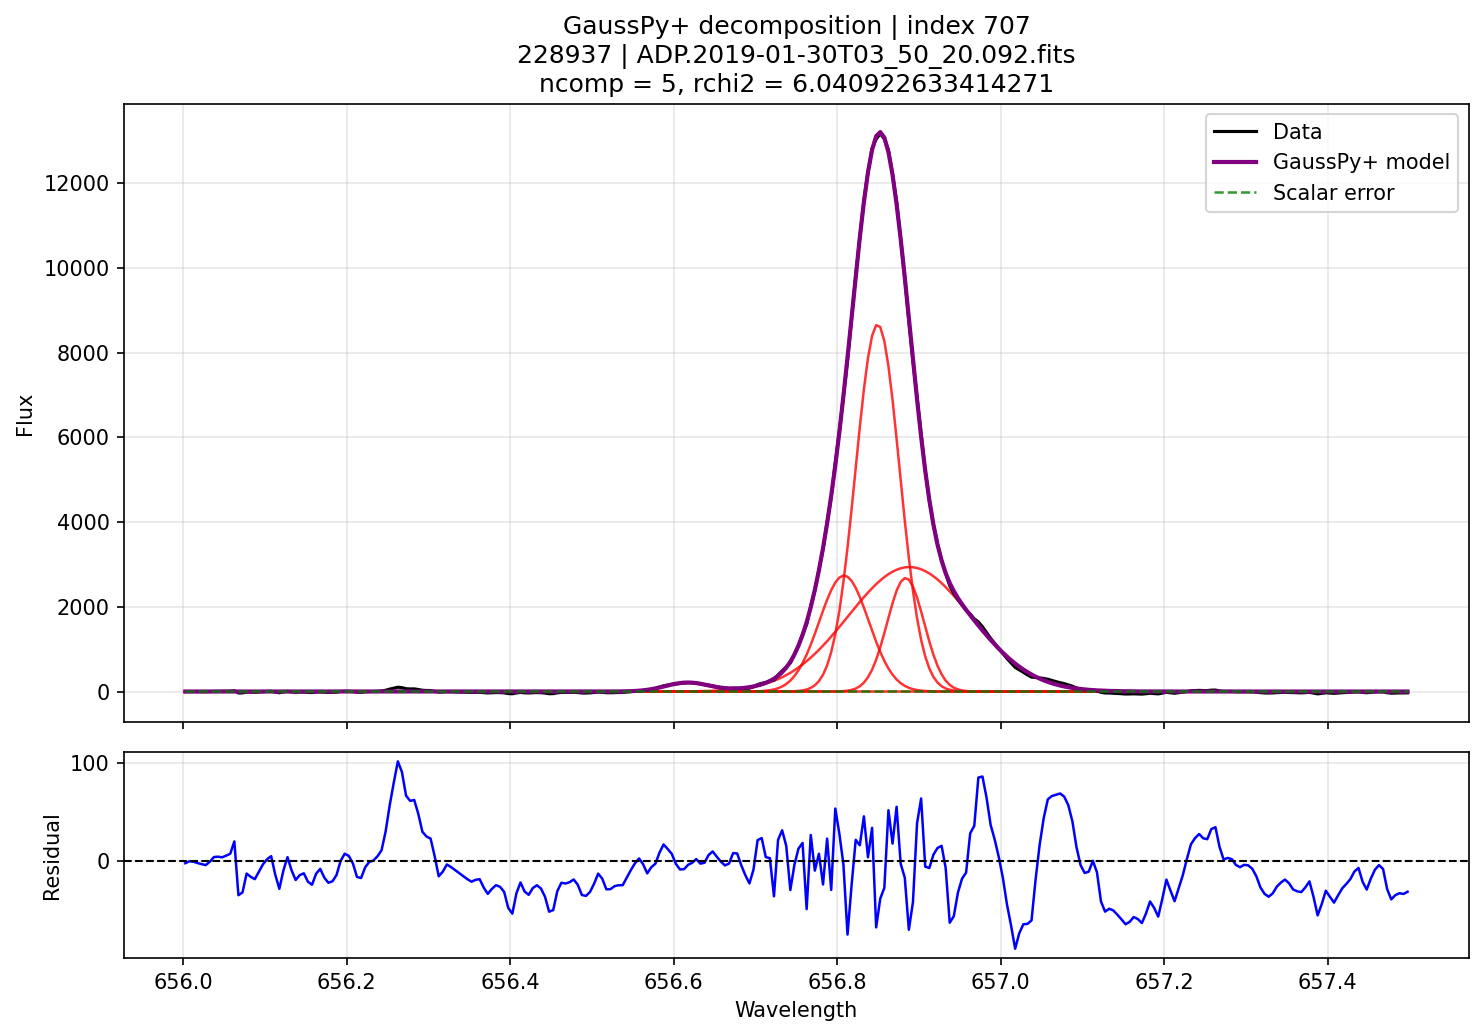 GaussPy+ decomposition | index 707
228937 | ADP.2019-01-30T03_50_20.092.fits
ncomp = 5, rchi2 = 6.040922633414271
Data
GaussPy+ model
Scalar error
Flux
12000
10000
8000
6000
4000
2000
0
Residual
100
0
656.0 656.2 656.4 656.6 656.8 657.0 657.2 657.4
Wavelength